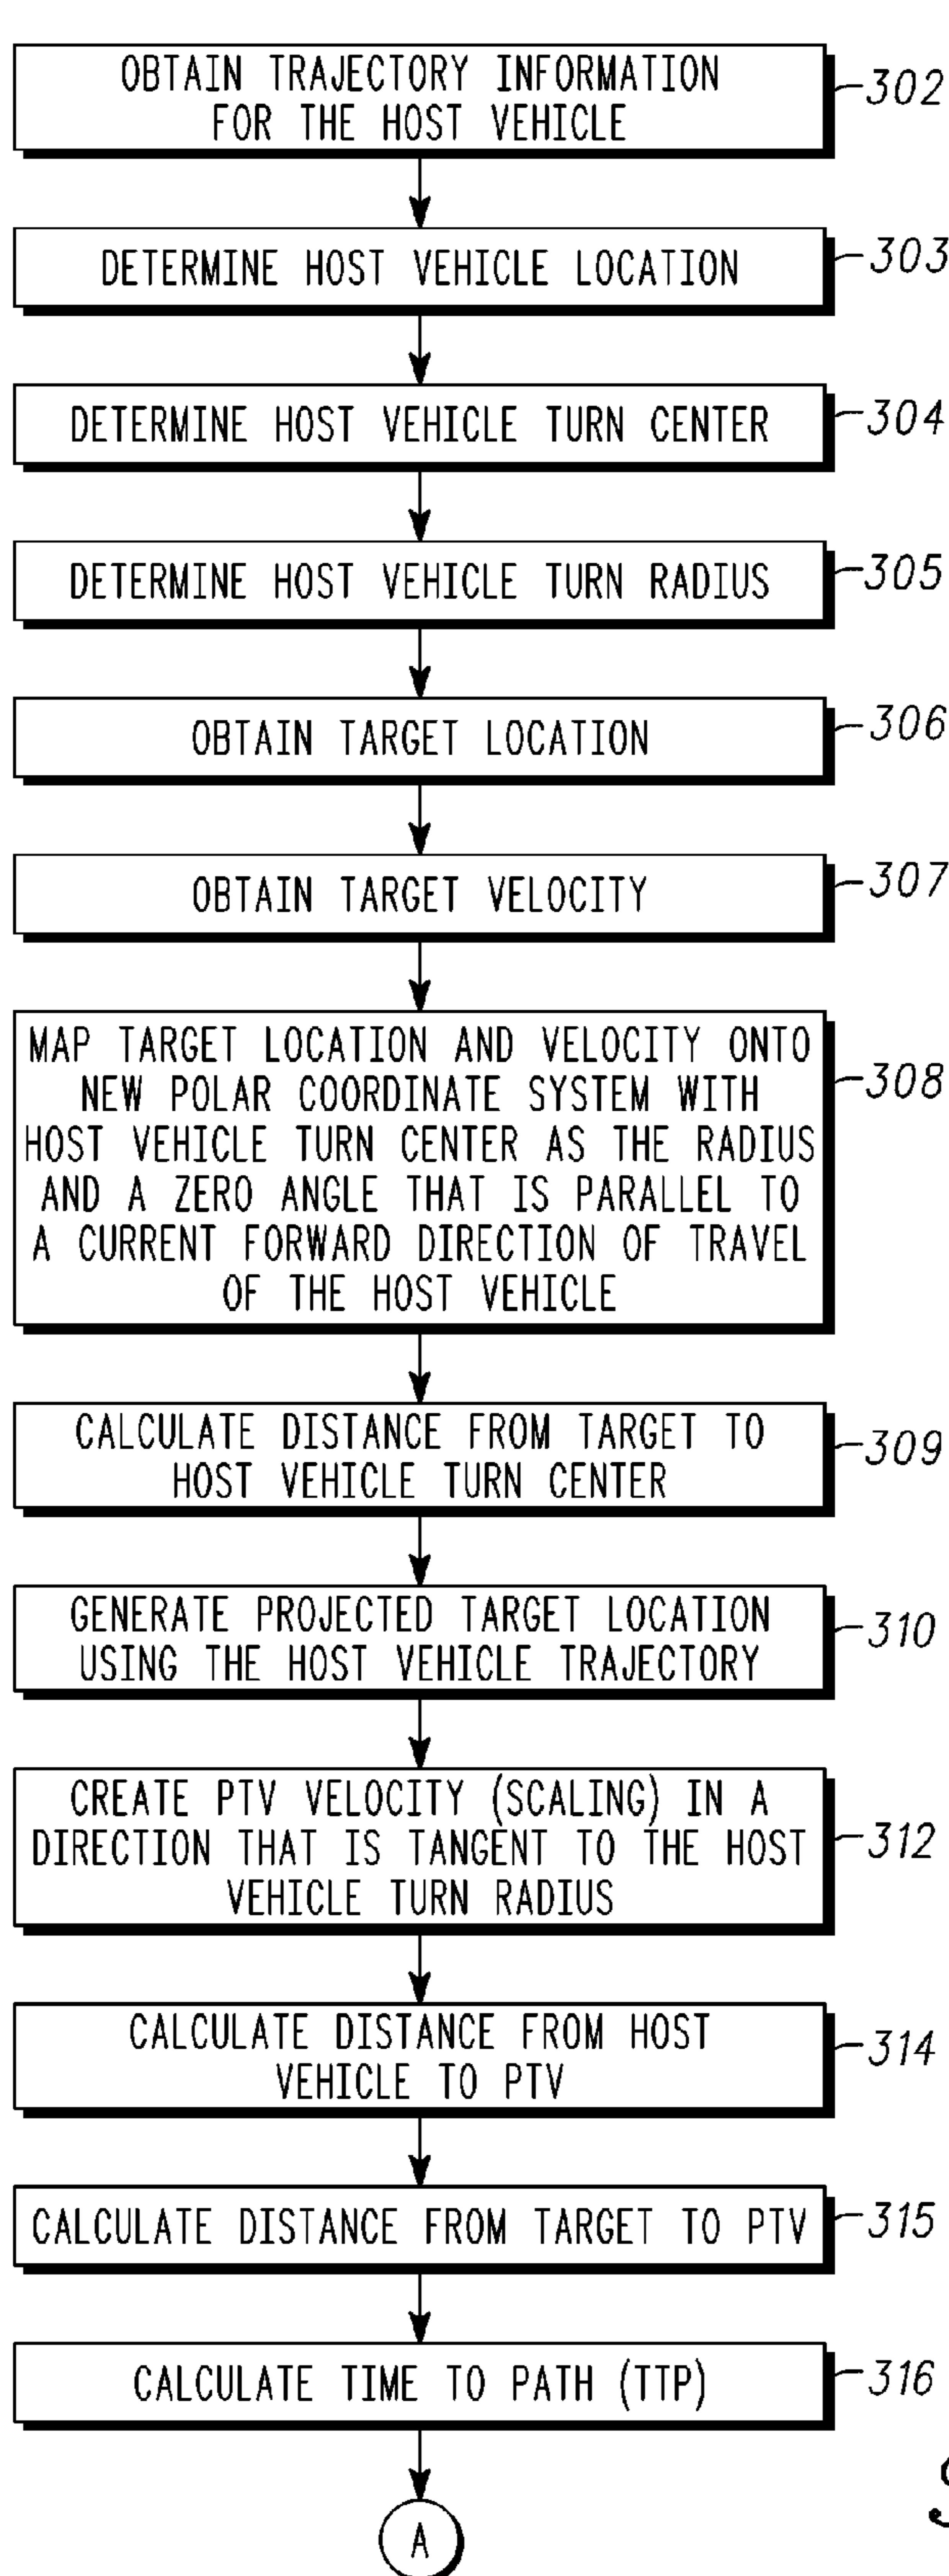 OBTAIN TRAJECTORY INFORMATION
FOR THE HOST VEHICLE
302
DETERMINE HOST VEHICLE LOCATION
303
DETERMINE HOST VEHICLE TURN CENTER
304
DETERMINE HOST VEHICLE TURN RADIUS
305
OBTAIN TARGET LOCATION
306
OBTAIN TARGET VELOCITY
307
MAP TARGET LOCATION AND VELOCITY ONTO
NEW POLAR COORDINATE SYSTEM WITH
HOST VEHICLE TURN CENTER AS THE RADIUS
AND A ZERO ANGLE THAT IS PARALLEL TO
A CURRENT FORWARD DIRECTION OF TRAVEL
OF THE HOST VEHICLE
308
CALCULATE DISTANCE FROM TARGET TO
HOST VEHICLE TURN CENTER
309
GENERATE PROJECTED TARGET LOCATION
USING THE HOST VEHICLE TRAJECTORY
310
CREATE PTV VELOCITY (SCALING) IN A
DIRECTION THAT IS TANGENT TO THE HOST
VEHICLE TURN RADIUS
312
CALCULATE DISTANCE FROM HOST
VEHICLE TO PTV
314
CALCULATE DISTANCE FROM TARGET TO PTV
315
CALCULATE TIME TO PATH (TTP)
316
A